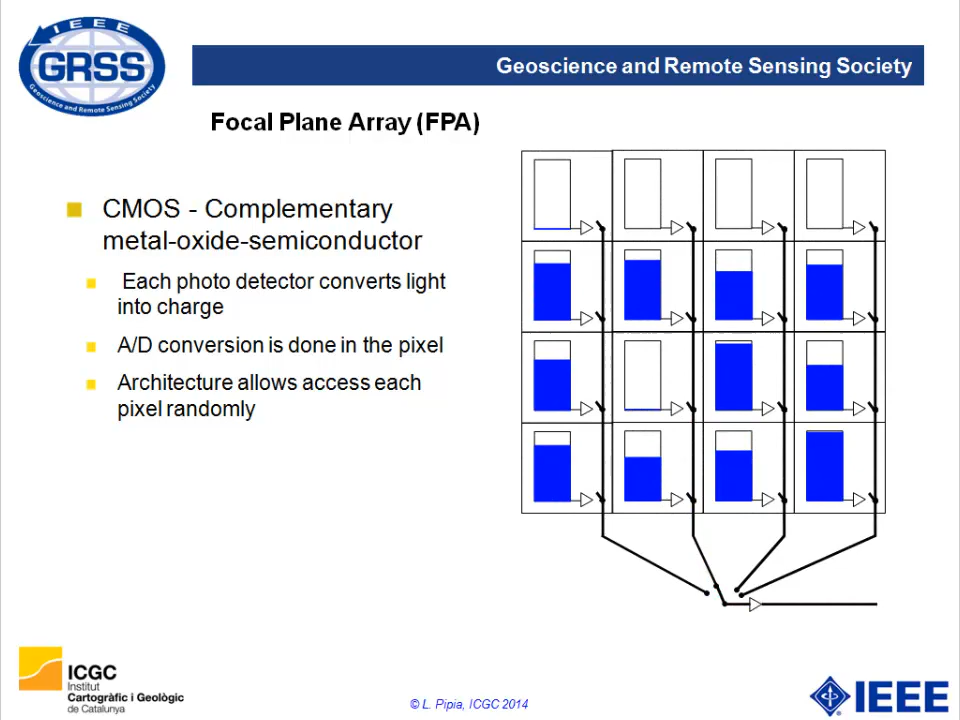 IEEE
GRSS
Geoscience and Remote Sensing Society
Geoscience and Remote Sensing Society
Focal Plane Array (FPA)
CMOS - Complementary
metal-oxide-semiconductor
Each photo detector converts light
into charge
A/D conversion is done in the pixel
Architecture allows access each
pixel randomly
ICGC
Institut
Cartogràfic i Geològic
de Catalunya
© L. Pipia, ICGC 2014
IEEE